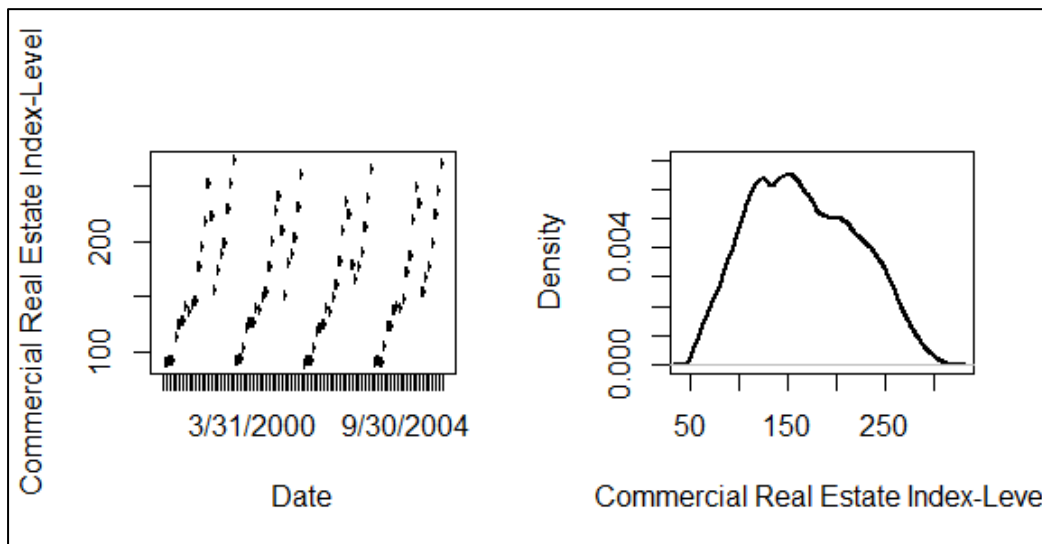 Commercial Real Estate Index-Level
200
100
3/31/2000 9/30/2004
Date
Density
0.004
0.000
50 150 250
Commercial Real Estate Index-Leve